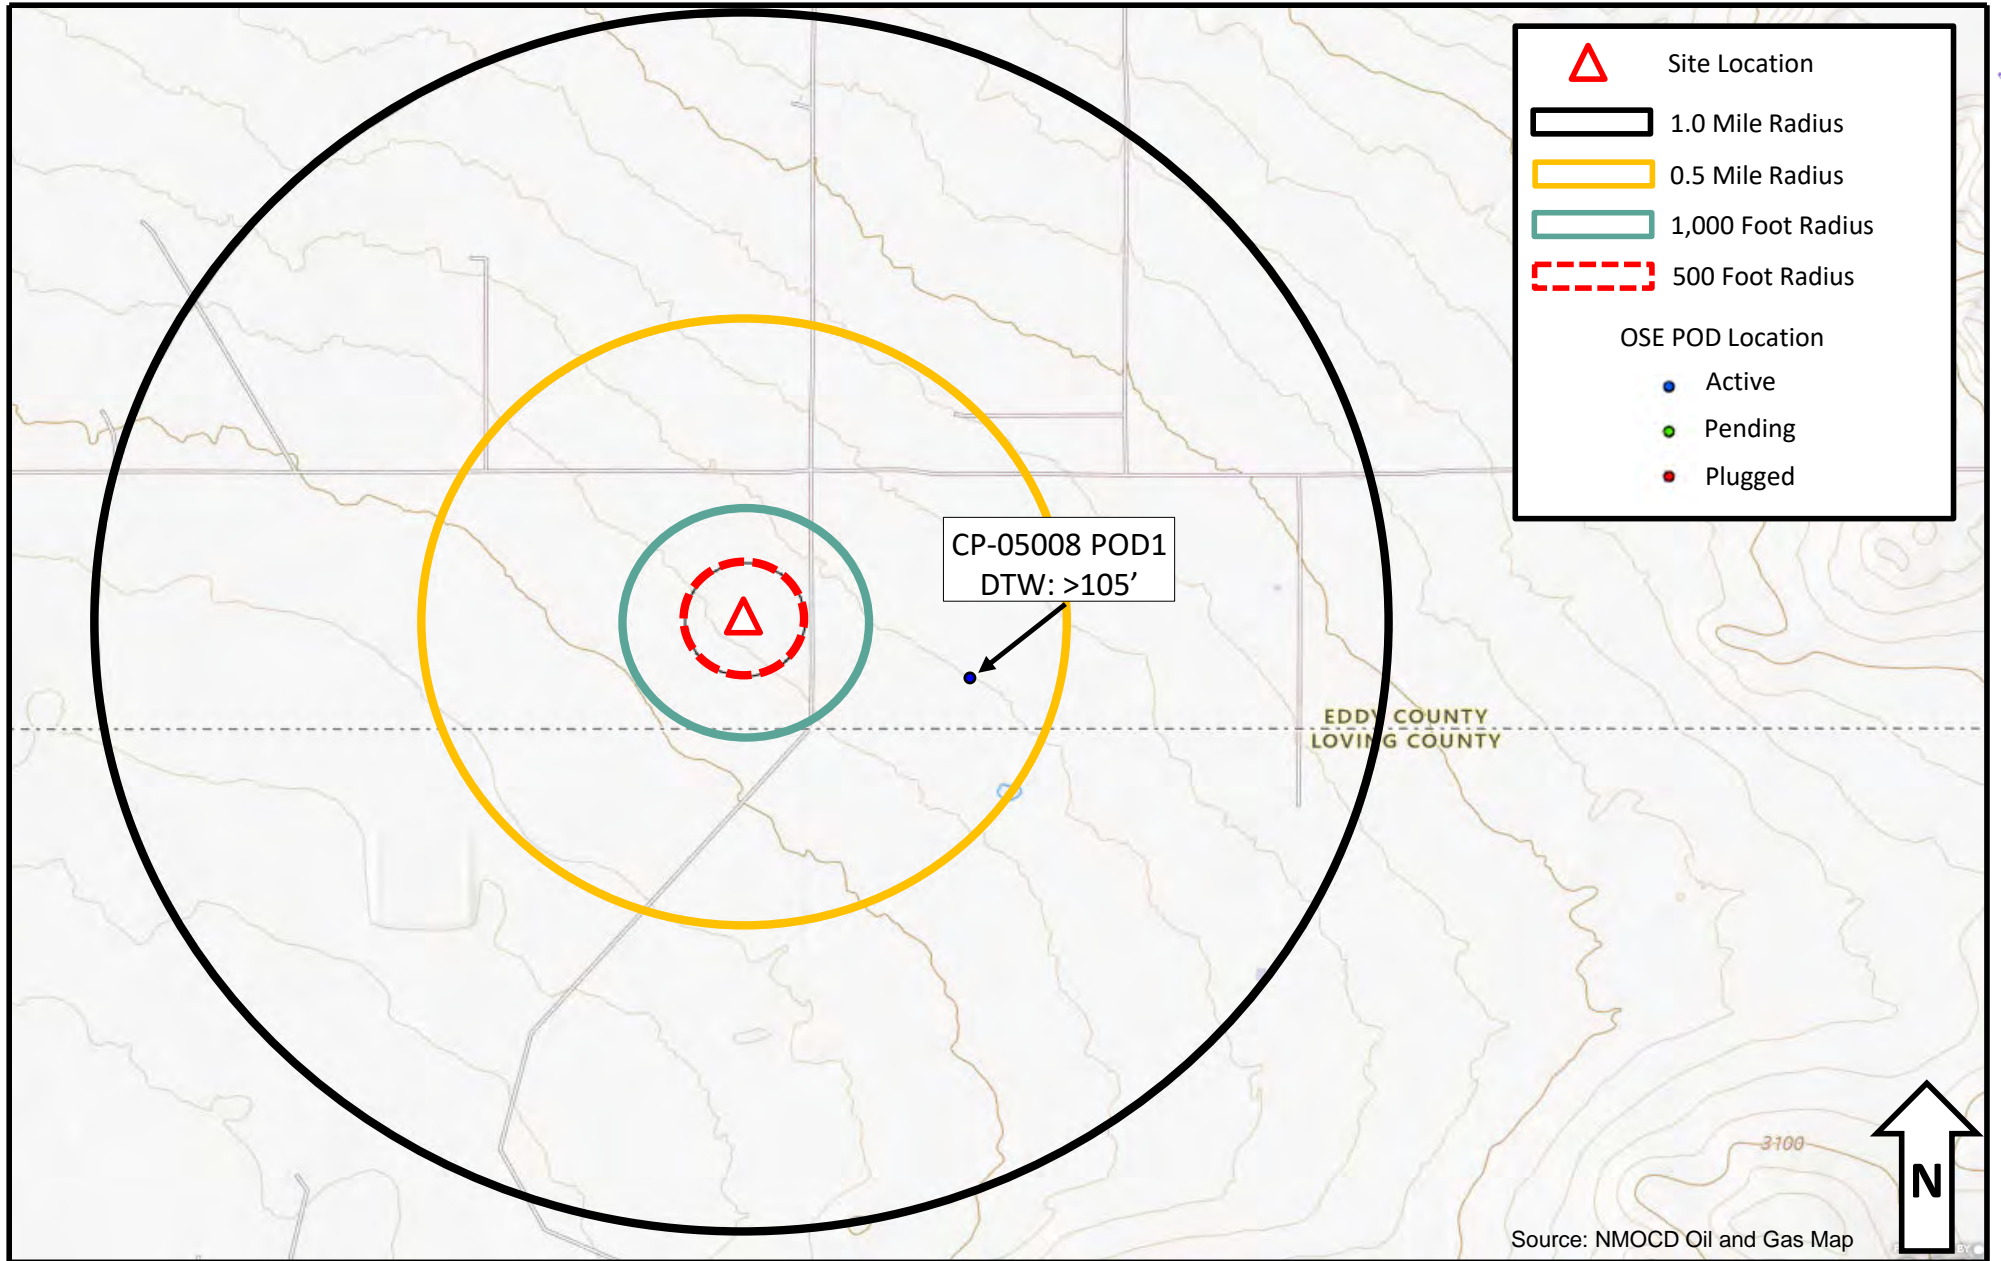 Site Location
1.0 Mile Radius
0.5 Mile Radius
1,000 Foot Radius
500 Foot Radius
OSE POD Location
Active
Pending
Plugged
CP-05008 POD1
DTW: >105’
EDDY COUNTY
LOVING COUNTY
3100
N
Source: NMOCD Oil and Gas Map